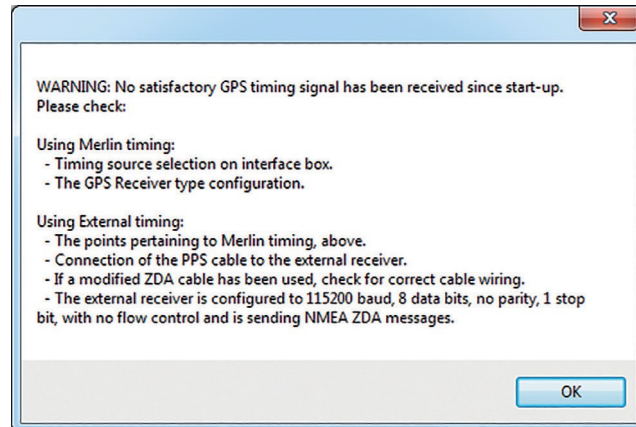 WARNING: No satisfactory GPS timing signal has been received since start-up.
Please check:
Using Merlin timing:
- Timing source selection on interface box.
- The GPS Receiver type configuration.
Using External timing:
- The points pertaining to Merlin timing, above.
- Connection of the PPS cable to the external receiver.
- If a modified ZDA cable has been used, check for correct cable wiring.
- The external receiver is configured to 115200 baud, 8 data bits, no parity, 1 stop
bit, with no flow control and is sending NMEA ZDA messages.
OK